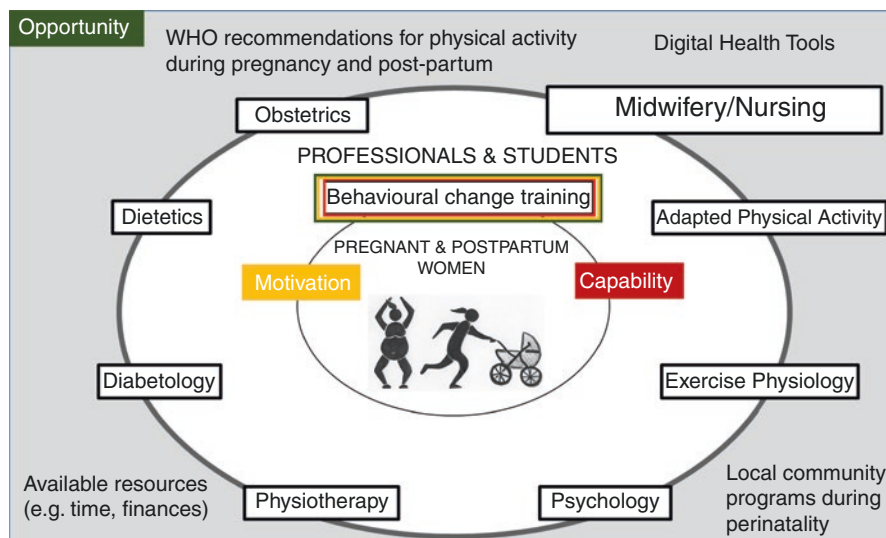 Opportunity
WHO recommendations for physical activity
during pregnancy and post-partum
Digital Health Tools
Obstetrics
Midwifery/Nursing
PROFESSIONALS & STUDENTS
Behavioural change training
Dietetics
Adapted Physical Activity
PREGNANT & POSTPARTUM
WOMEN
Motivation
Capability
Diabetology
Exercise Physiology
Available resources
(e.g. time, finances)
Physiotherapy
Psychology
Local community
programs during
perinatality